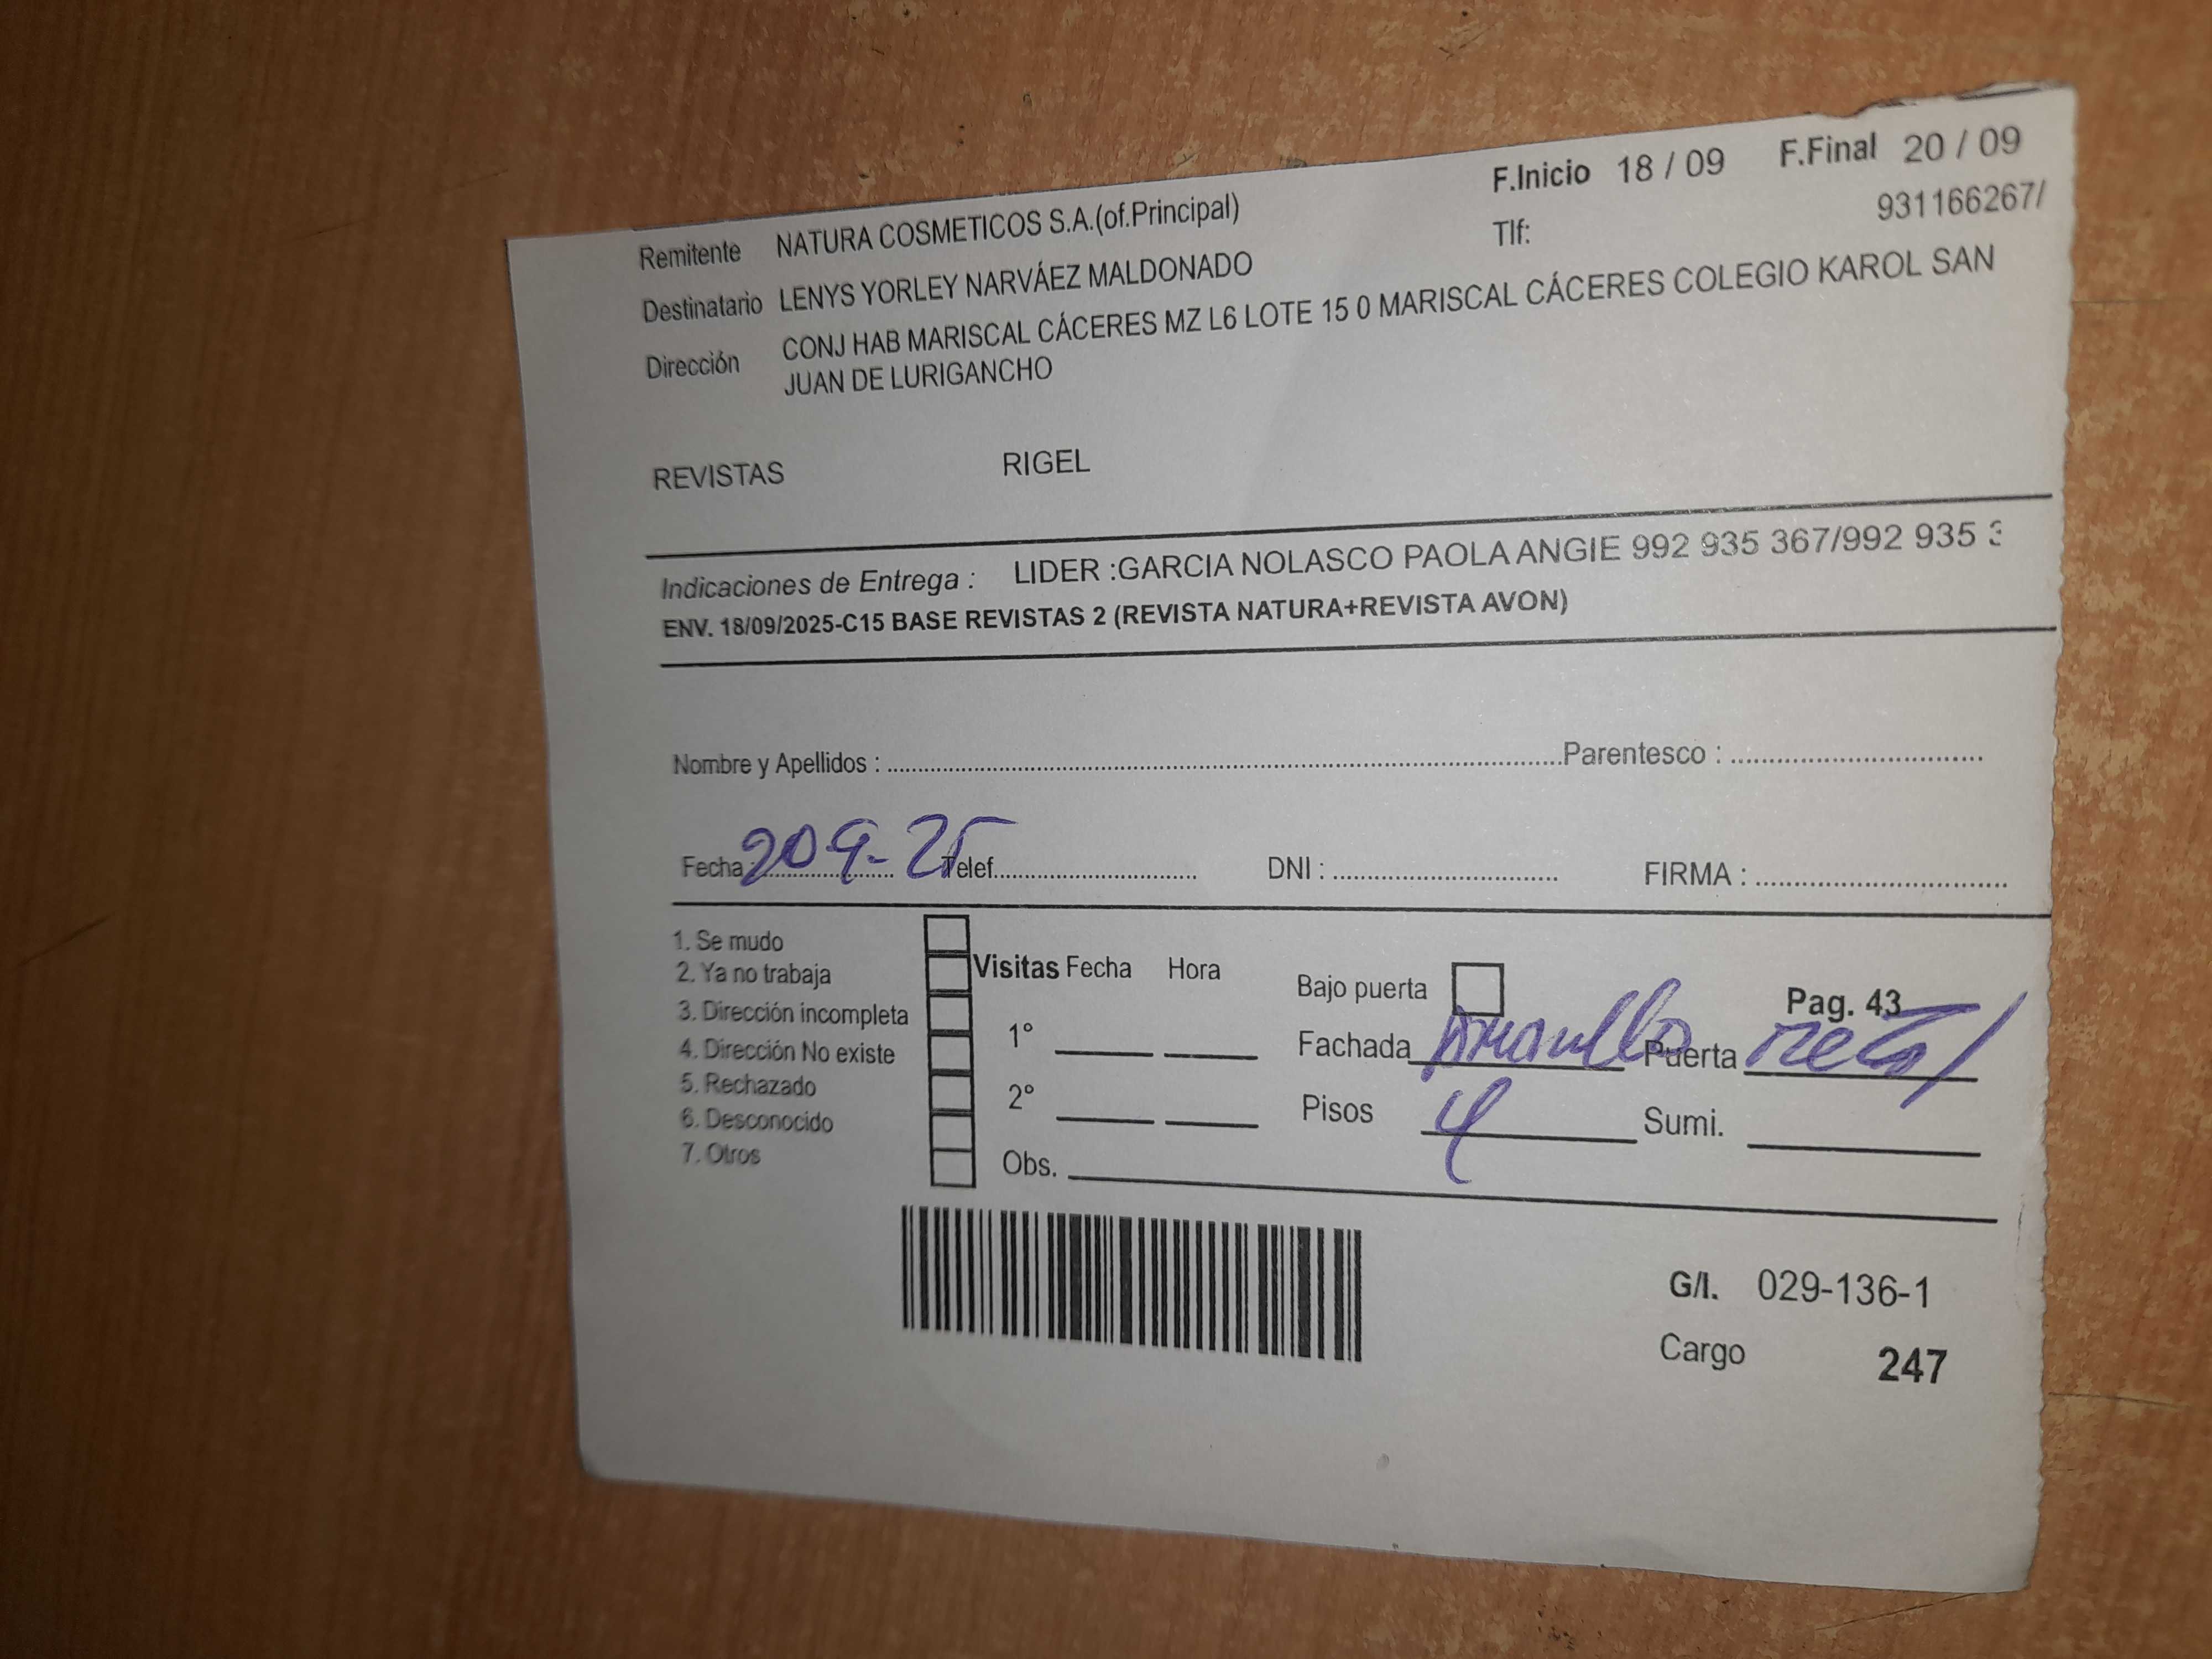 F.Inicio 18 / 09 F.Final 20 / 09
Remitente NATURA COSMETICOS S.A.(of.Principal) Tlf: 931166267/
Destinatario LENYS YORLEY NARVÁEZ MALDONADO
Dirección CONJ HAB MARISCAL CÁCERES MZ L6 LOTE 15 0 MARISCAL CÁCERES COLEGIO KAROL SAN
JUAN DE LURIGANCHO
REVISTAS RIGEL
Indicaciones de Entrega : LIDER :GARCIA NOLASCO PAOLA ANGIE 992 935 367/992 935 3
ENV. 18/09/2025-C15 BASE REVISTAS 2 (REVISTA NATURA+REVISTA AVON)
Nombre y Apellidos : Parentesco :
Fecha: 20 9-25 Telef. DNI : FIRMA :
1. Se mudo
2. Ya no trabaja
3. Dirección incompleta
4. Dirección No existe
5. Rechazado
6. Desconocido
7. Otros
Visitas Fecha Hora
1°
2°
Obs.
Bajo puerta Pag. 43
Fachada Amarillo Puerta metal
Pisos 4 Sumi.
G/I. 029-136-1
Cargo 247